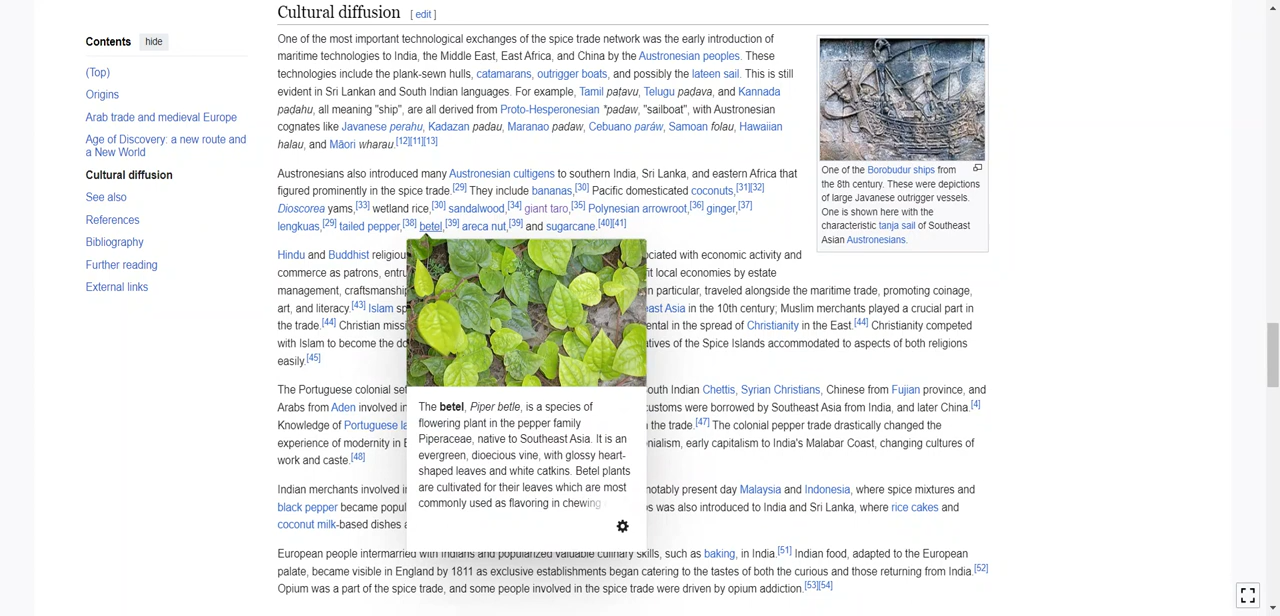 Cultural diffusion [ edit ]
Contents hide
(Top)
Origins
Arab trade and medieval Europe
Age of Discovery: a new route and
a New World
Cultural diffusion
See also
References
Bibliography
Further reading
External links
One of the most important technological exchanges of the spice trade network was the early introduction of
maritime technologies to India, the Middle East, East Africa, and China by the Austronesian peoples. These
technologies include the plank-sewn hulls, catamarans, outrigger boats, and possibly the lateen sail. This is still
evident in Sri Lankan and South Indian languages. For example, Tamil paṭavu, Telugu paḍava, and Kannada
paḍahu, all meaning "ship", are all derived from Proto-Hesperonesian *padaw, "sailboat", with Austronesian
cognates like Javanese perahu, Kadazan padau, Maranao padaw, Cebuano paráw, Samoan folau, Hawaiian
halau, and Māori wharau.[12][11][13]
Austronesians also introduced many Austronesian cultigens to southern India, Sri Lanka, and eastern Africa that
figured prominently in the spice trade.[29] They include bananas,[30] Pacific domesticated coconuts,[31][32]
Dioscorea yams,[33] wetland rice,[30] sandalwood,[34] giant taro,[35] Polynesian arrowroot,[36] ginger,[37]
lengkuas,[29] tailed pepper,[38] betel,[39] areca nut,[39] and sugarcane.[40][41]
One of the Borobudur ships from
the 8th century. These were depictions
of large Javanese outrigger vessels.
One is shown here with the
characteristic tanja sail of Southeast
Asian Austronesians.
Hindu and Buddhist religiou ciated with economic activity and
commerce as patrons, entru fit local economies by estate
management, craftsmanship n particular, traveled alongside the maritime trade, promoting coinage,
art, and literacy.[43] Islam sp east Asia in the 10th century; Muslim merchants played a crucial part in
the trade.[44] Christian missi ental in the spread of Christianity in the East.[44] Christianity competed
with Islam to become the do atives of the Spice Islands accommodated to aspects of both religions
easily.[45]
The Portuguese colonial set outh Indian Chettis, Syrian Christians, Chinese from Fujian province, and
Arabs from Aden involved in customs were borrowed by Southeast Asia from India, and later China.[4]
Knowledge of Portuguese la the trade.[47] The colonial pepper trade drastically changed the
experience of modernity in E nialism, early capitalism to India's Malabar Coast, changing cultures of
work and caste.[48]
The betel, Piper betle, is a species of
flowering plant in the pepper family
Piperaceae, native to Southeast Asia. It is an
evergreen, dioecious vine, with glossy heart-
shaped leaves and white catkins. Betel plants
are cultivated for their leaves which are most
commonly used as flavoring in chewing
Indian merchants involved i notably present day Malaysia and Indonesia, where spice mixtures and
black pepper became popul s was also introduced to India and Sri Lanka, where rice cakes and
coconut milk-based dishes a
European people intermarried with Indians and popularized valuable culinary skills, such as baking, in India.[51] Indian food, adapted to the European
palate, became visible in England by 1811 as exclusive establishments began catering to the tastes of both the curious and those returning from India.[52]
Opium was a part of the spice trade, and some people involved in the spice trade were driven by opium addiction.[53][54]